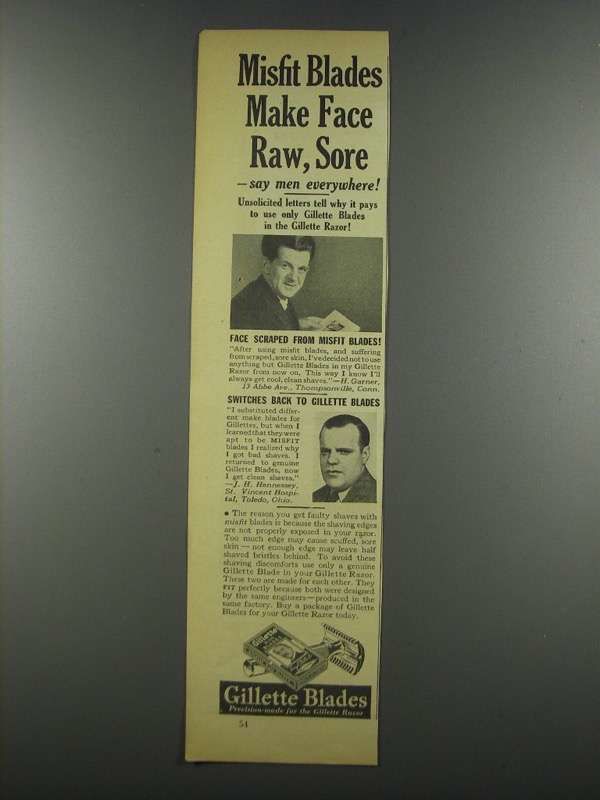 Misfit Blades
Make Face
Raw, Sore
—say men everywhere!
Unsolicited letters tell why it pays
to use only Gillette Blades
in the Gillette Razor!
FACE SCRAPED FROM MISFIT BLADES!
"After using misfit blades, and suffering
from scraped, sore skin, I've decided not to use
anything but Gillette Blades in my Gillette
Razor from now on. This way I know I'll
always get cool, clean shaves."—H. Garner,
15 Abbe Ave., Thompsonville, Conn.
SWITCHES BACK TO GILLETTE BLADES
"I substituted differ-
ent make blades for
Gillettes, but when I
learned that they were
apt to be MISFIT
blades I realized why
I got bad shaves. I
returned to genuine
Gillette Blades, now
I get clean shaves."
—J. H. Hennessey,
St. Vincent Hospi-
tal, Toledo, Ohio.
• The reason you get faulty shaves with
misfit blades is because the shaving edges
are not properly exposed in your razor.
Too much edge may cause scuffed, sore
skin—not enough edge may leave half
shaved bristles behind. To avoid these
shaving discomforts use only a genuine
Gillette Blade in your Gillette Razor.
These two are made for each other. They
FIT perfectly because both were designed
by the same engineers—produced in the
same factory. Buy a package of Gillette
Blades for your Gillette Razor today.
Gillette
Gillette Blades
Precision-made for the Gillette Razor
54